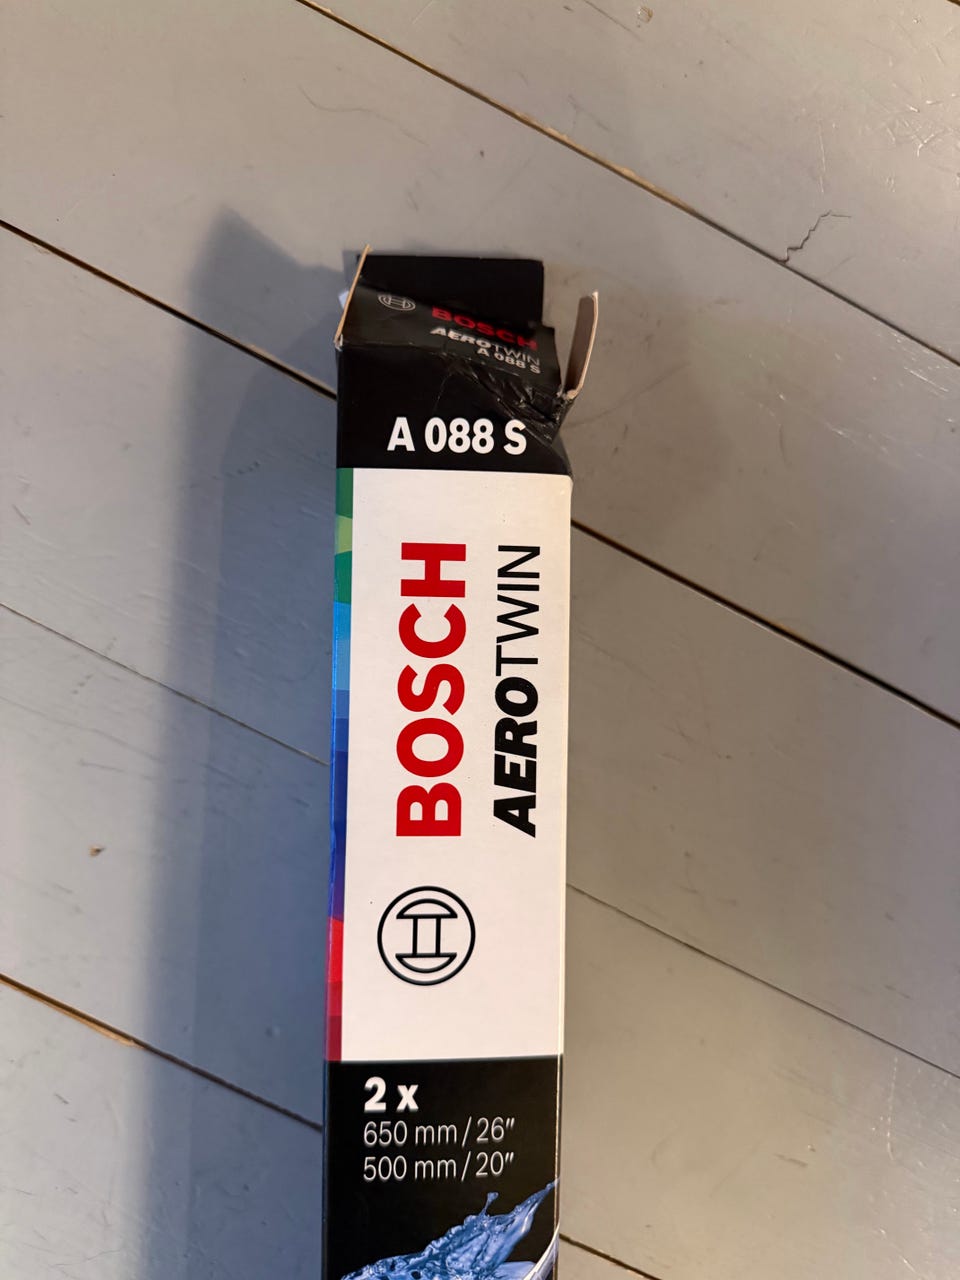 BOSCH
AEROTWIN
A 088 S
A 088 S
BOSCH
AEROTWIN
2 x
650 mm / 26″
500 mm / 20″